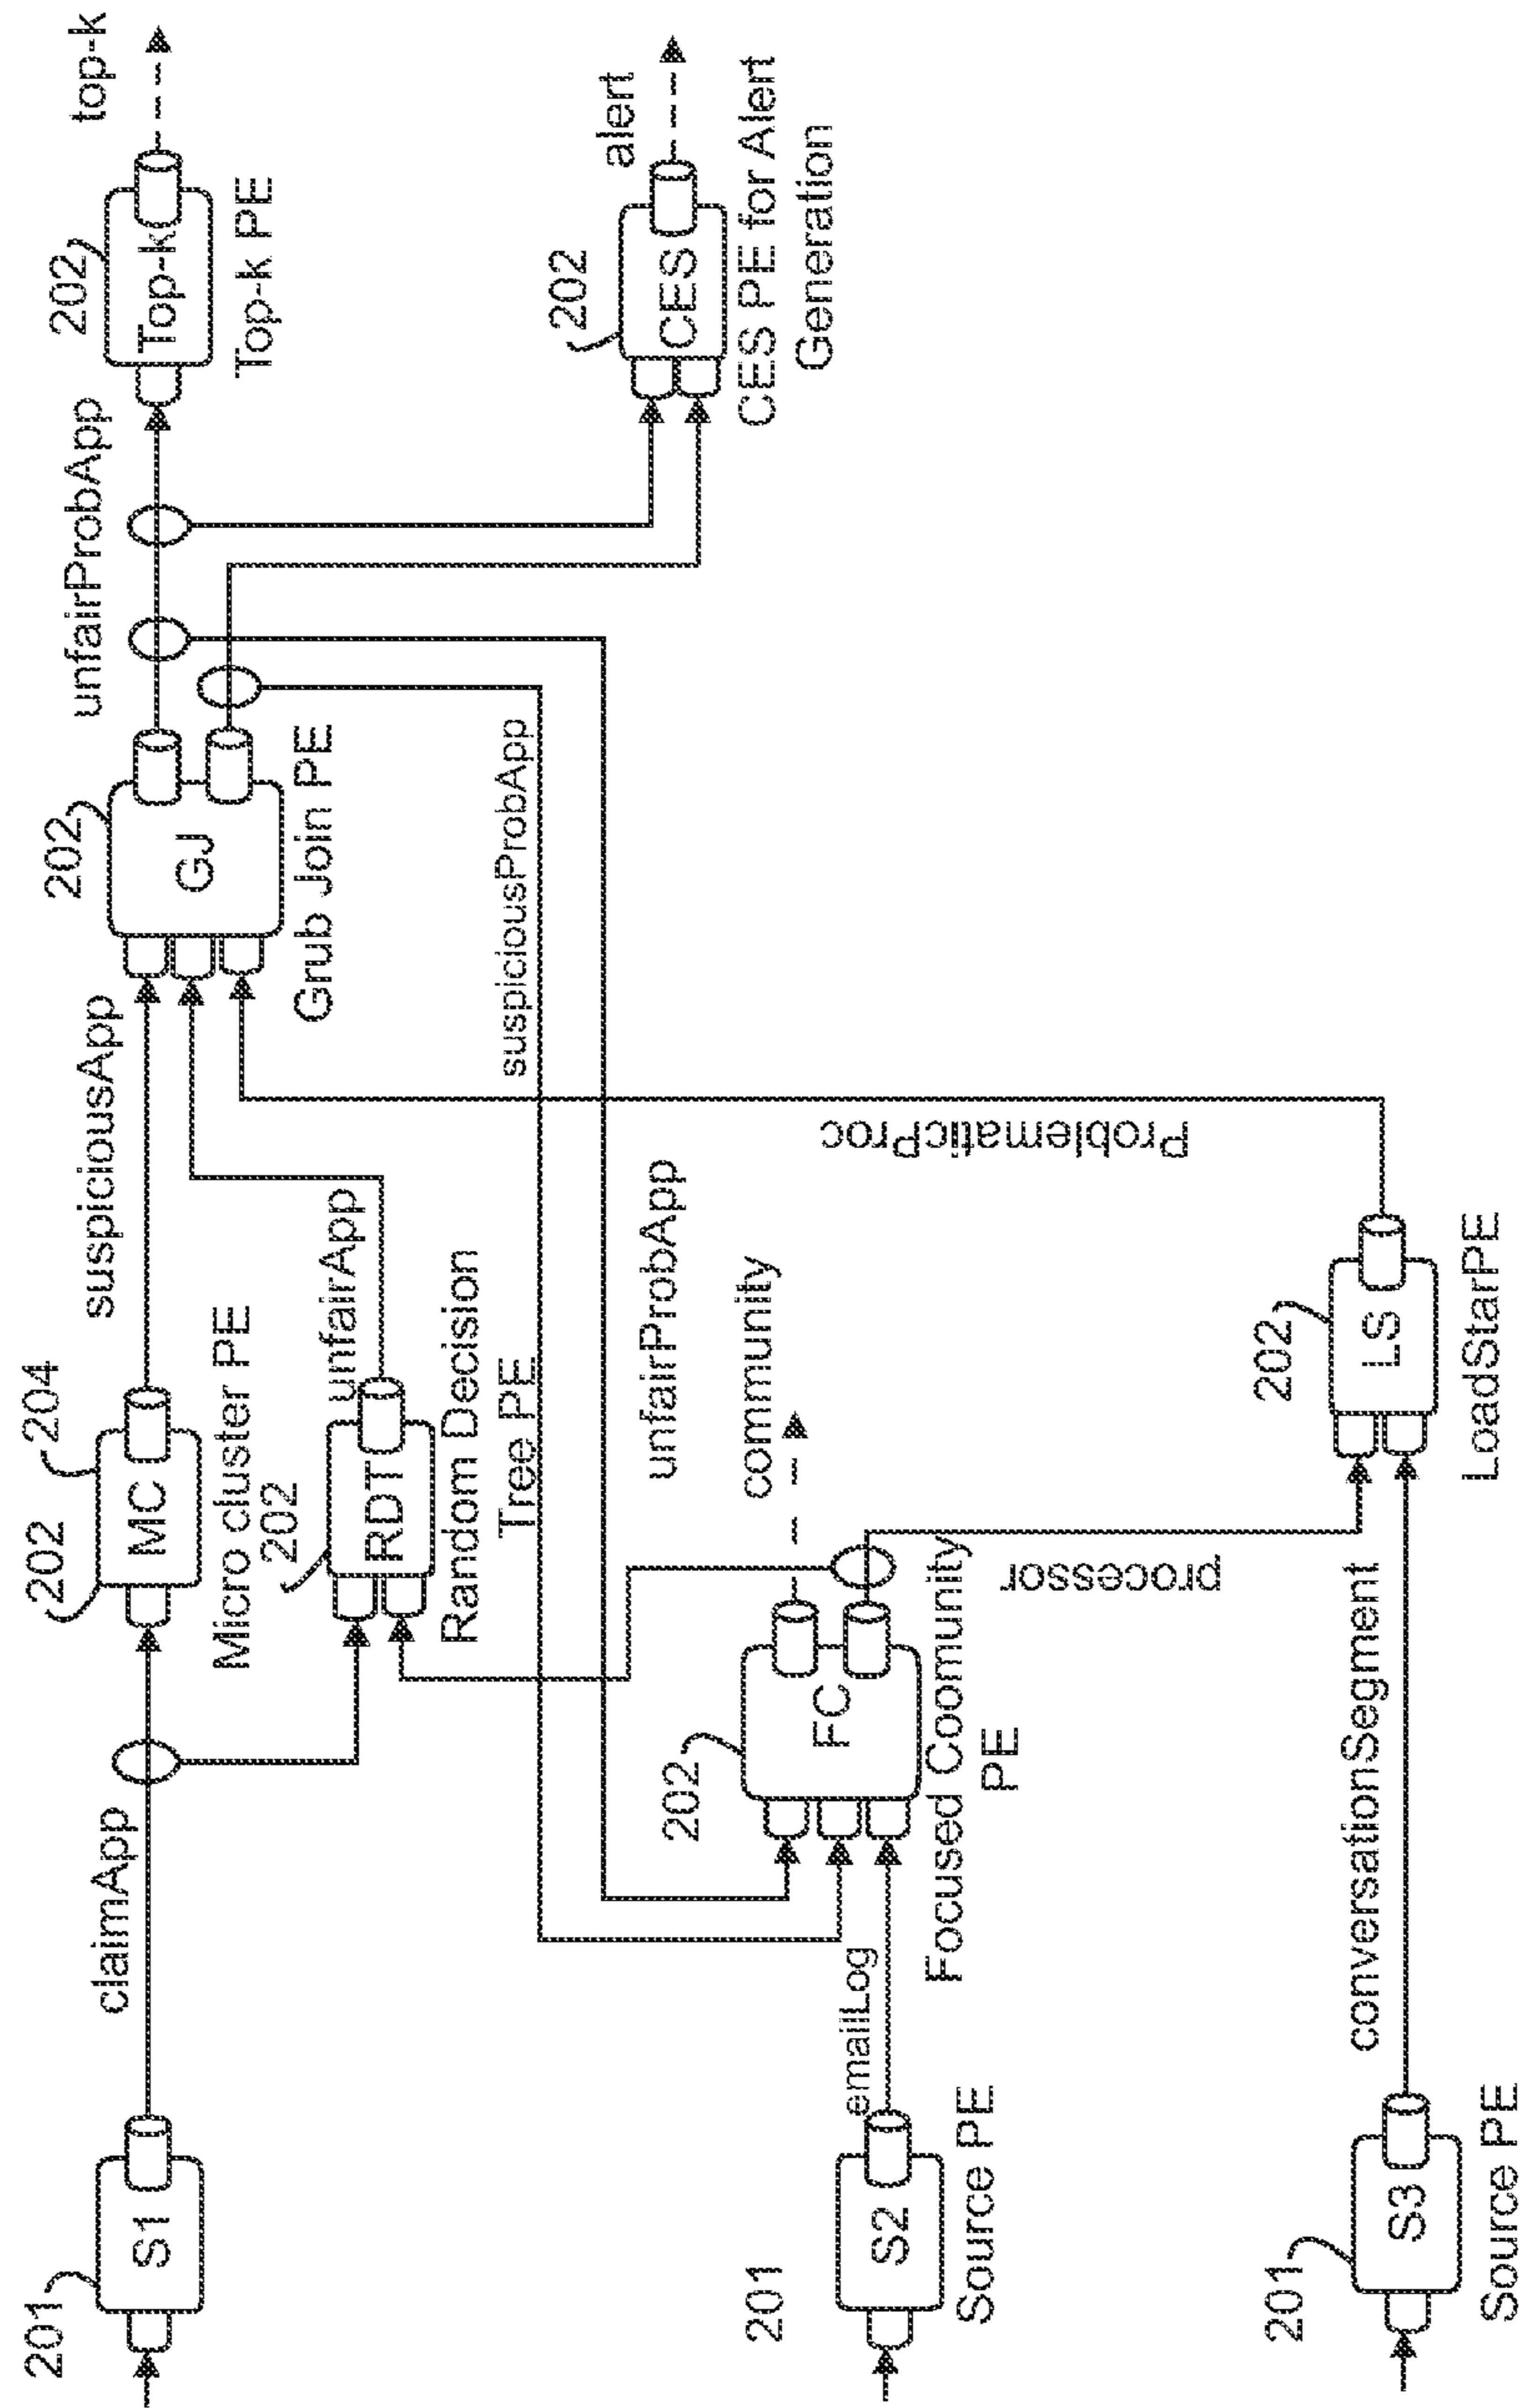 201
S1
claimApp
202
204
MC
Micro cluster PE
suspiciousApp
202
GJ
Grub Join PE
unfairProbApp
202
Top-k
Top-k PE
top-k
202
RDT
Random Decision
Tree PE
unfairApp
suspiciousProbApp
202
CES
alert
CES PE for Alert
Generation
unfairProbApp
community
201
S2
Source PE
emailLog
202
FC
Focused Coomunity
PE
processor
ProblematicProc
201
S3
Source PE
conversationSegment
202
LS
LoadStarPE